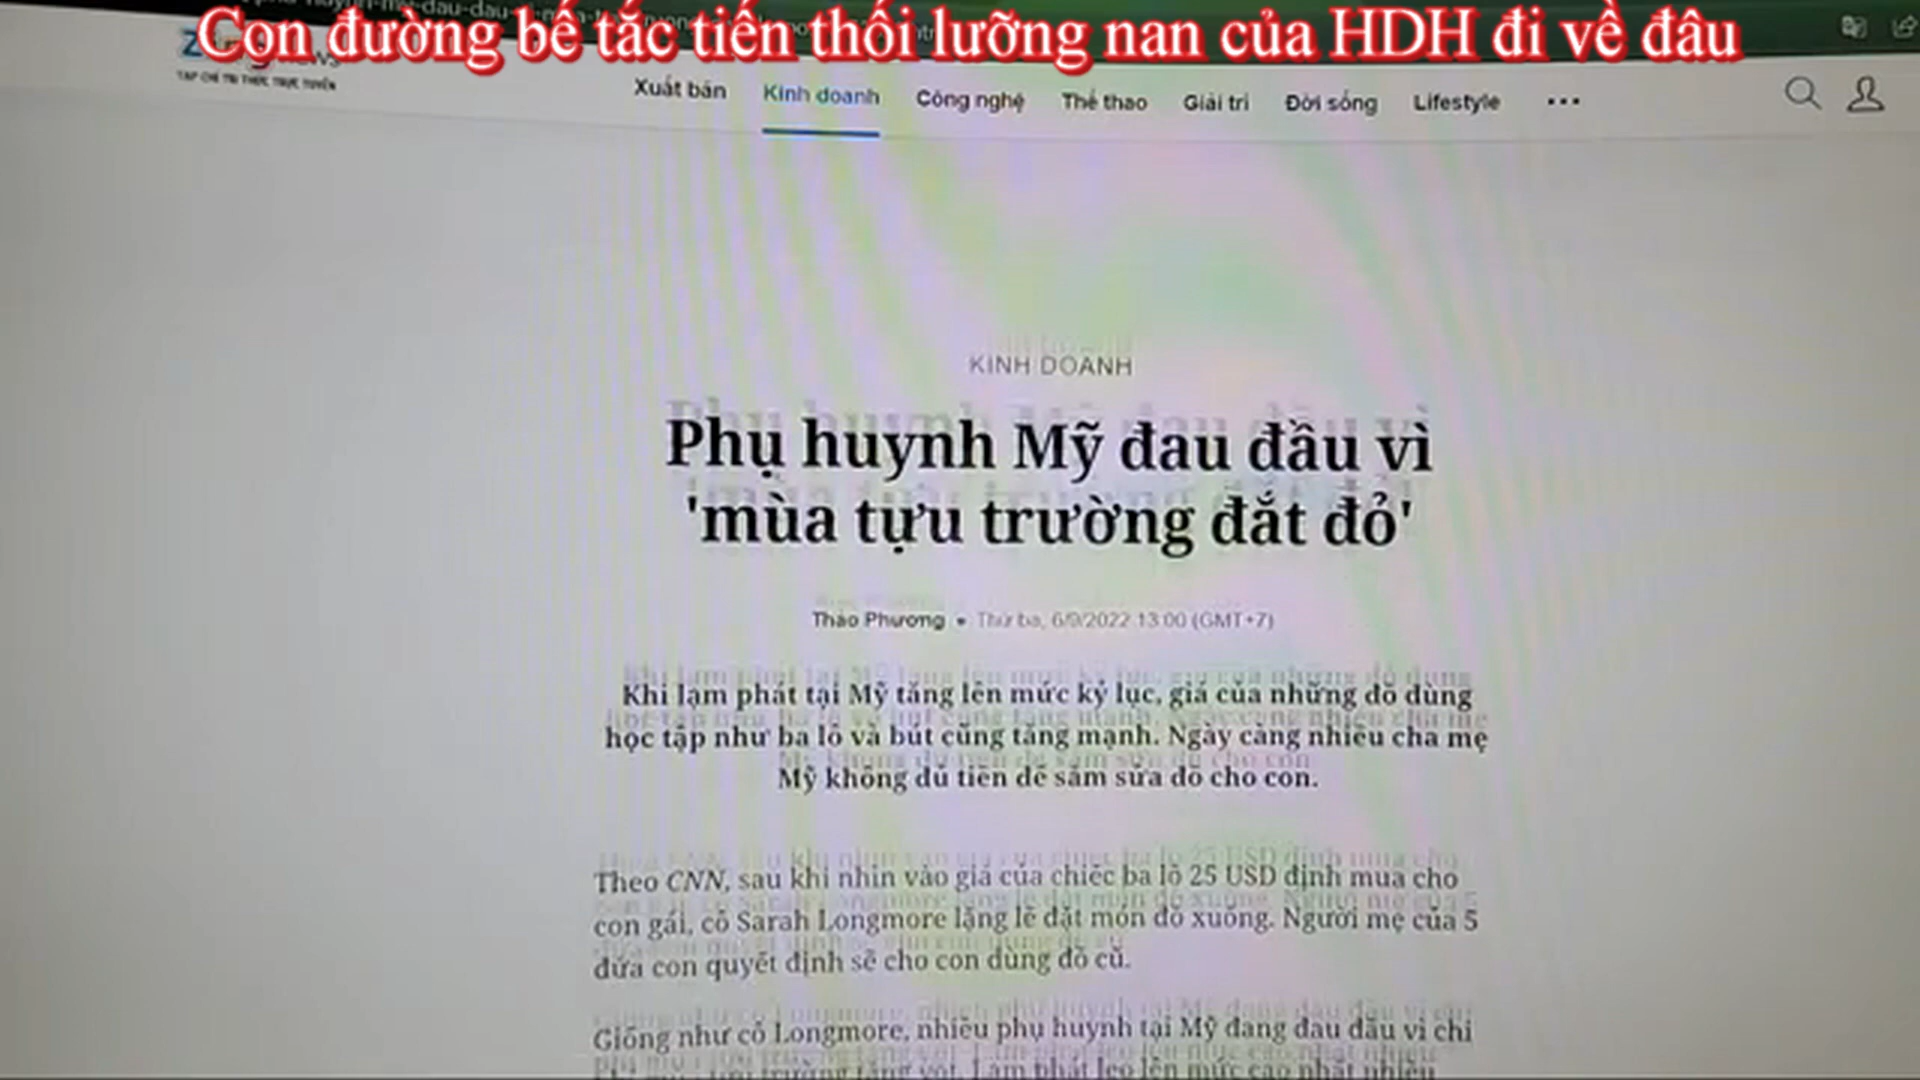 Con đường bế tắc tiến thối lưỡng nan của HDH đi về đâu
TẠP CHÍ TRI THỨC TRỰC TUYẾN
Xuất bản Kinh doanh Công nghệ Thể thao Giải trí Đời sống Lifestyle
KINH DOANH
Phụ huynh Mỹ đau đầu vì
'mùa tựu trường đắt đỏ'
Thảo Phương • Thứ ba, 6/9/2022 13:00 (GMT+7)
Khi lạm phát tại Mỹ tăng lên mức kỷ lục, giá của những đồ dùng
học tập như ba lô và bút cũng tăng mạnh. Ngày càng nhiều cha mẹ
Mỹ không đủ tiền để sắm sửa đồ cho con.
Theo CNN, sau khi nhìn vào giá của chiếc ba lô 25 USD định mua cho
con gái, cô Sarah Longmore lặng lẽ đặt món đồ xuống. Người mẹ của 5
đứa con quyết định sẽ cho con dùng đồ cũ.
Giống như cô Longmore, nhiều phụ huynh tại Mỹ đang đau đầu vì chi